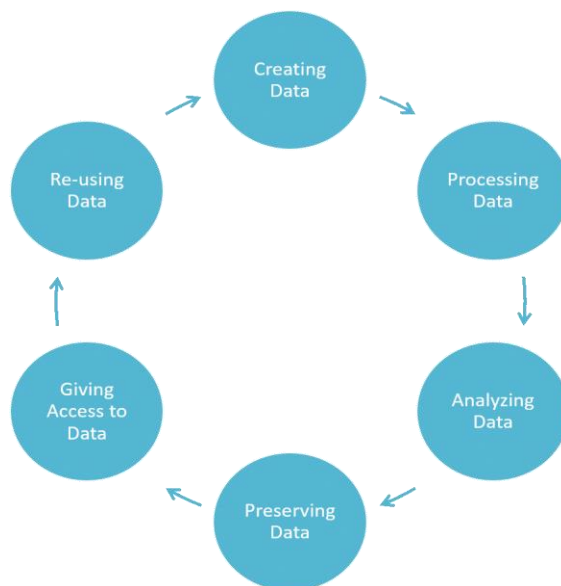 Creating
Data
Processing
Data
Analyzing
Data
Preserving
Data
Giving
Access to
Data
Re-using
Data